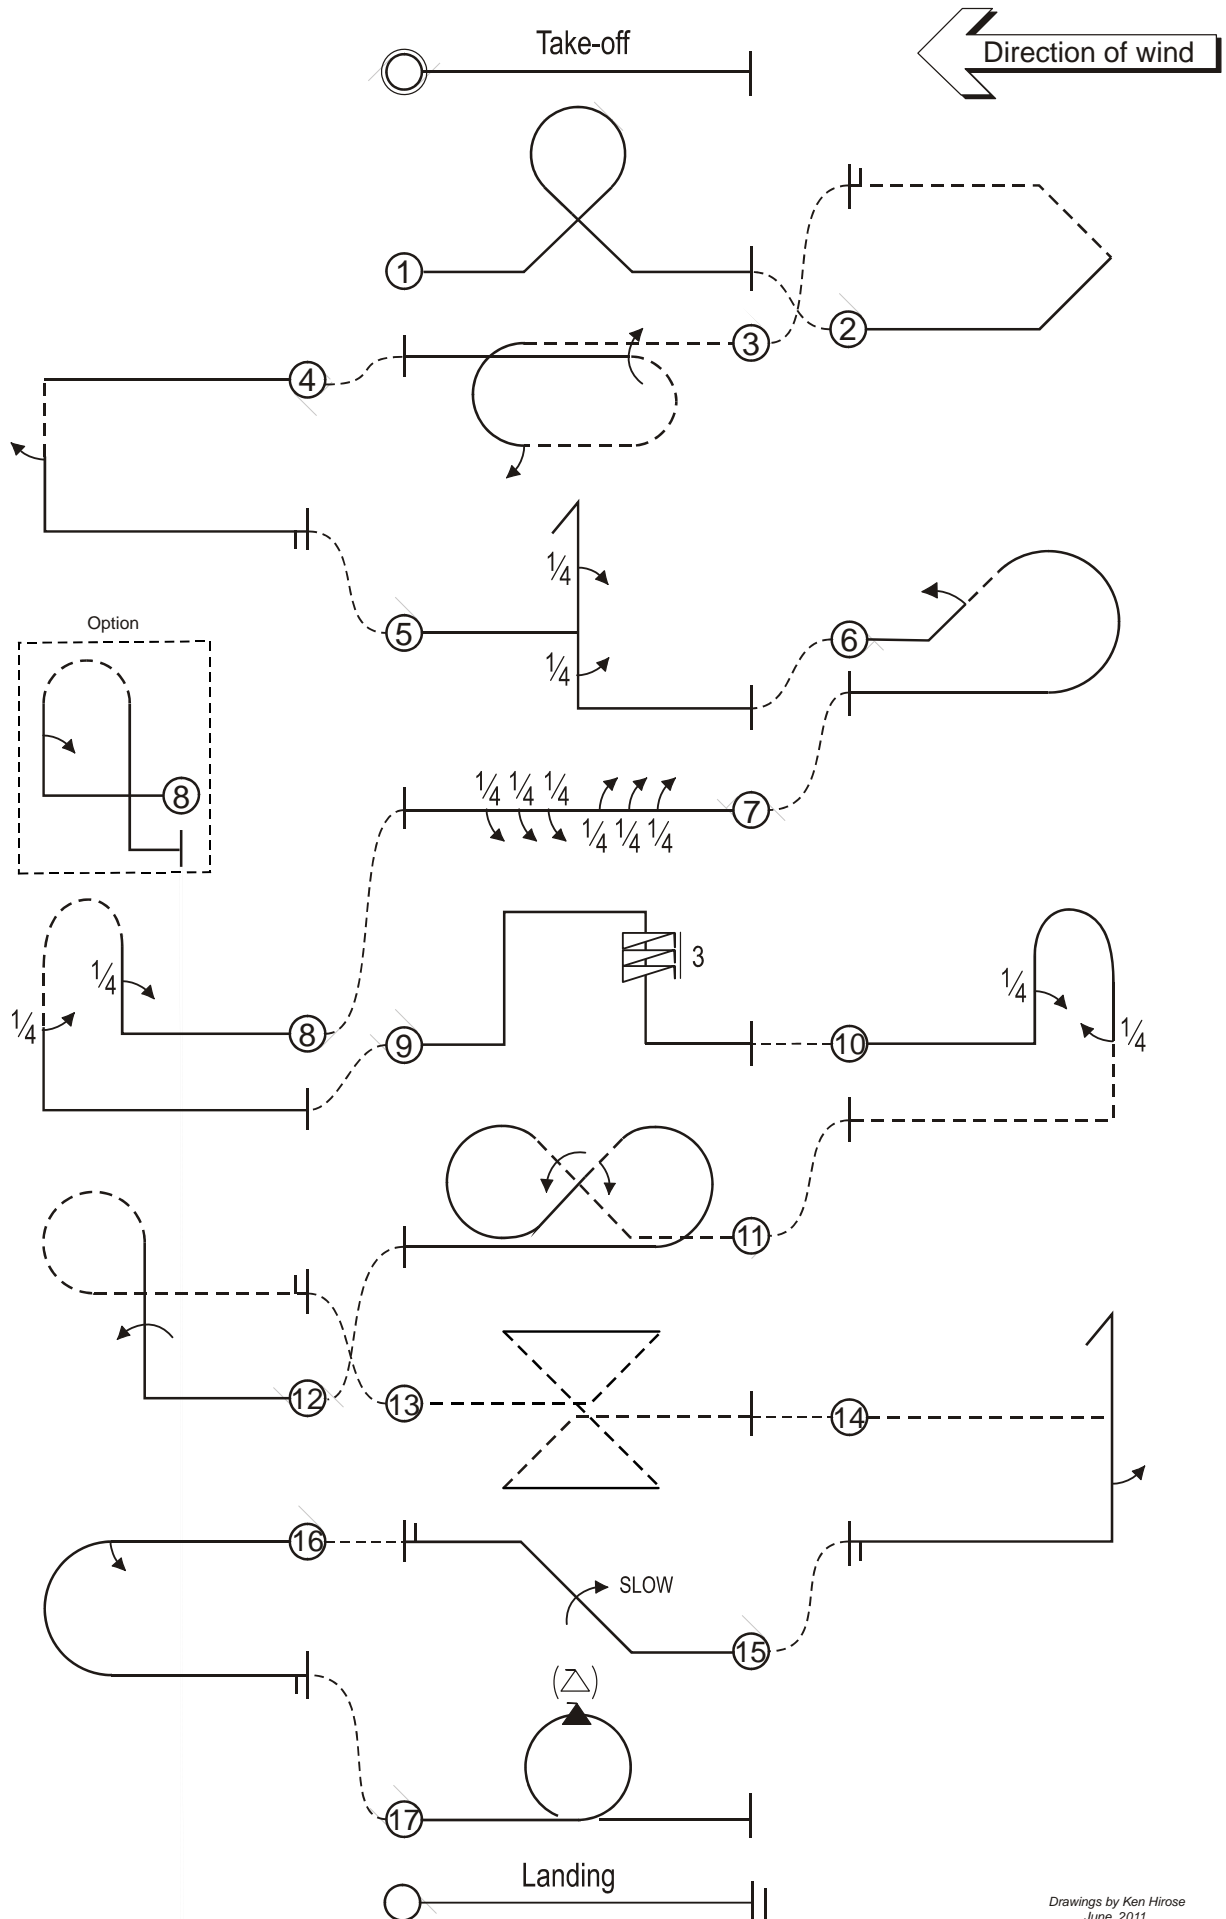 Take-off
Direction of wind
1
2
3
4
1/4
5
6
1/4
Option
8
1/4 1/4 1/4
7
1/4 1/4 1/4
3
1/4
1/4
1/4
1/4
8
9
10
11
12
13
14
16
SLOW
15
17
Landing
Drawings by Ken Hirose
June, 2011